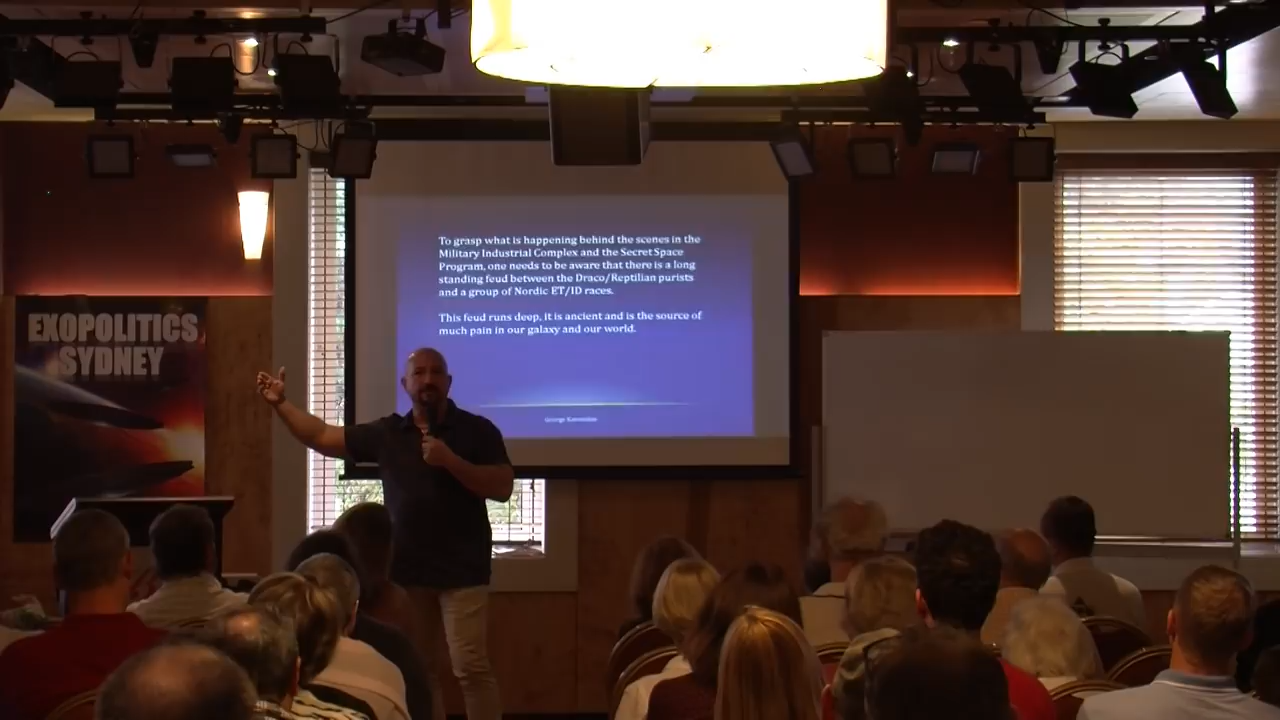 EXOPOLITICS
SYDNEY
To grasp what is happening behind the scenes in the
Military Industrial Complex and the Secret Space
Program, one needs to be aware that there is a long
standing feud between the Draco/Reptilian purists
and a group of Nordic ET/ID races.
This feud runs deep, it is ancient and is the source of
much pain in our galaxy and our world.
George